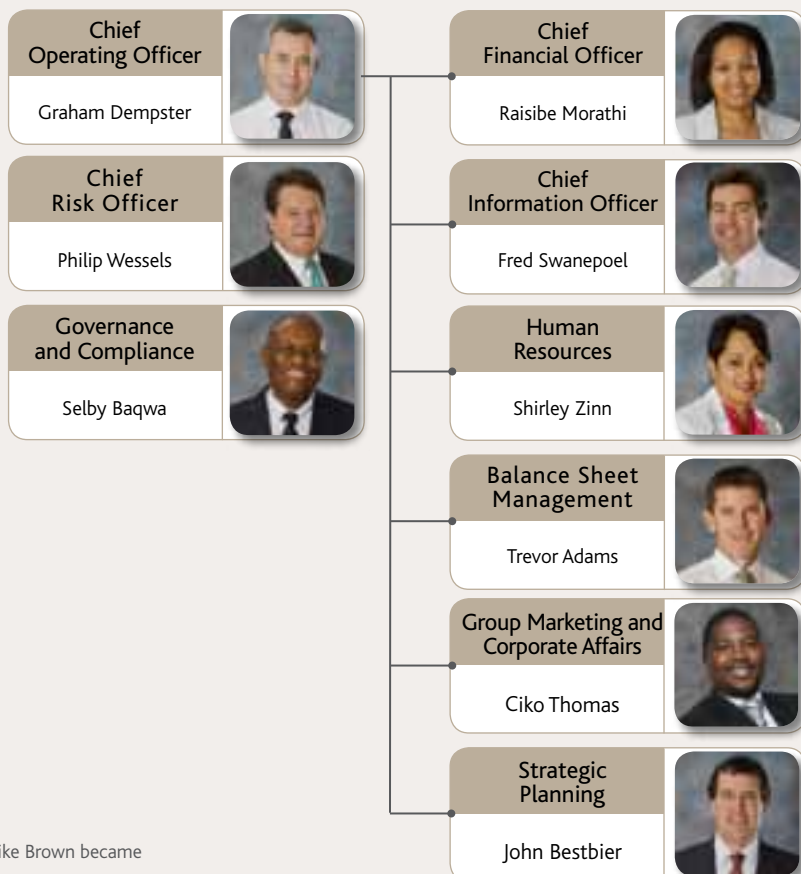 Chief
Operating Officer
Graham Dempster
Chief
Risk Officer
Philip Wessels
Governance
and Compliance
Selby Baqwa
Chief
Financial Officer
Raisibe Morathi
Chief
Information Officer
Fred Swanepoel
Human
Resources
Shirley Zinn
Balance Sheet
Management
Trevor Adams
Group Marketing and
Corporate Affairs
Ciko Thomas
Strategic
Planning
John Bestbier
Brown became